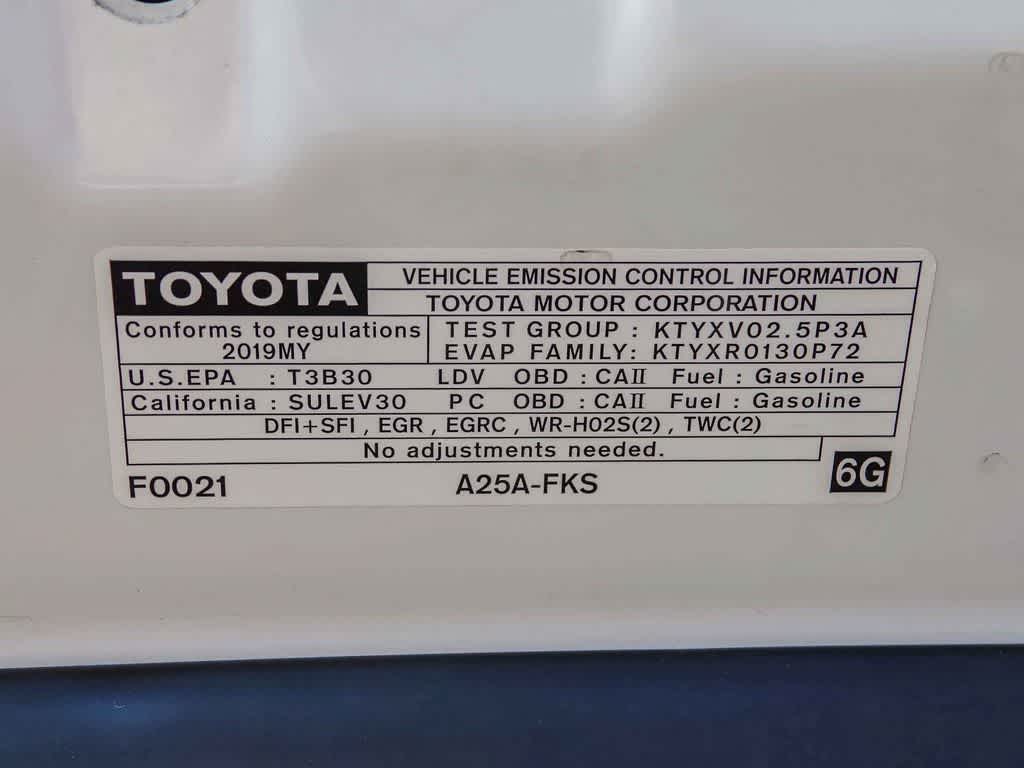 TOYOTA VEHICLE EMISSION CONTROL INFORMATION
TOYOTA MOTOR CORPORATION
Conforms to regulations
2019MY
TEST GROUP : KTYXV02.5P3A
EVAP FAMILY: KTYXR0130P72
U.S.EPA : T3B30 LDV OBD : CAII Fuel : Gasoline
California : SULEV30 PC OBD : CAII Fuel : Gasoline
DFI+SFI , EGR , EGRC , WR-HO2S(2) , TWC(2)
No adjustments needed.
F0021 A25A-FKS 6G